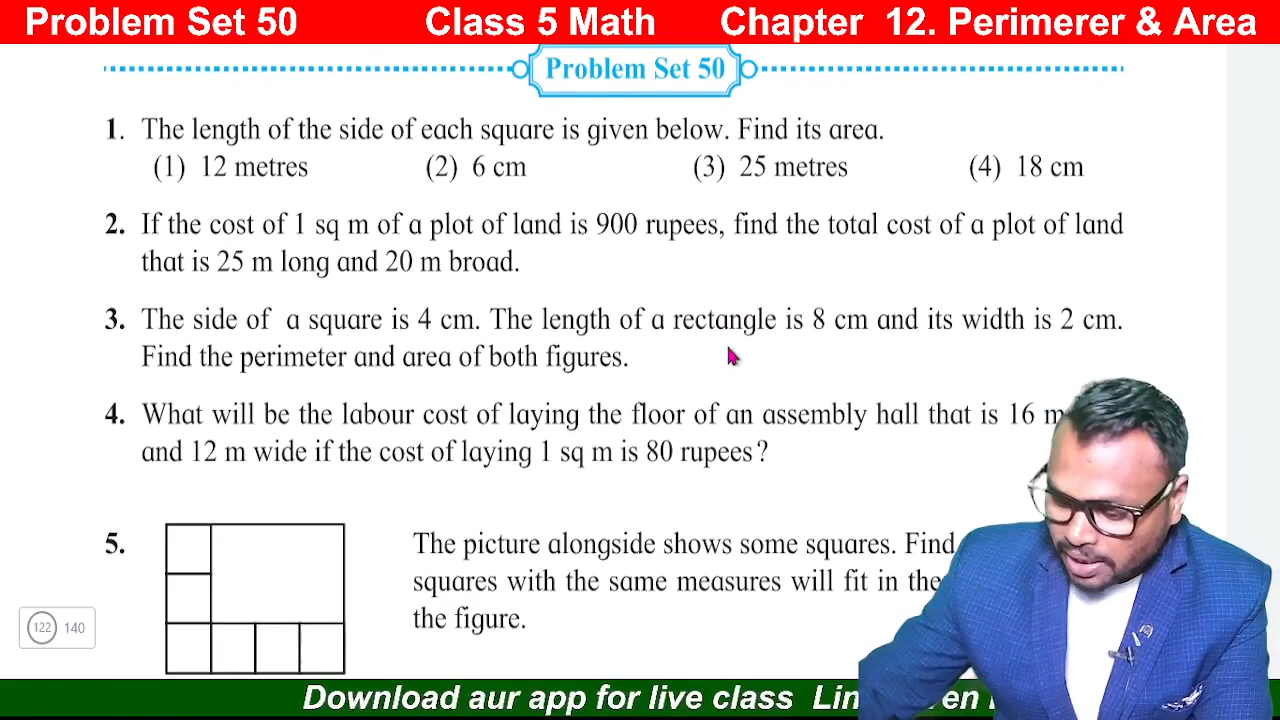 Problem Set 50 Class 5 Math Chapter 12. Perimerer & Area
Problem Set 50
1. The length of the side of each square is given below. Find its area.
(1) 12 metres (2) 6 cm (3) 25 metres (4) 18 cm
2. If the cost of 1 sq m of a plot of land is 900 rupees, find the total cost of a plot of land
that is 25 m long and 20 m broad.
3. The side of a square is 4 cm. The length of a rectangle is 8 cm and its width is 2 cm.
Find the perimeter and area of both figures.
4. What will be the labour cost of laying the floor of an assembly hall that is 16 m
and 12 m wide if the cost of laying 1 sq m is 80 rupees?
5. The picture alongside shows some squares. Find
squares with the same measures will fit in the
the figure.
122 140
Download aur app for live class